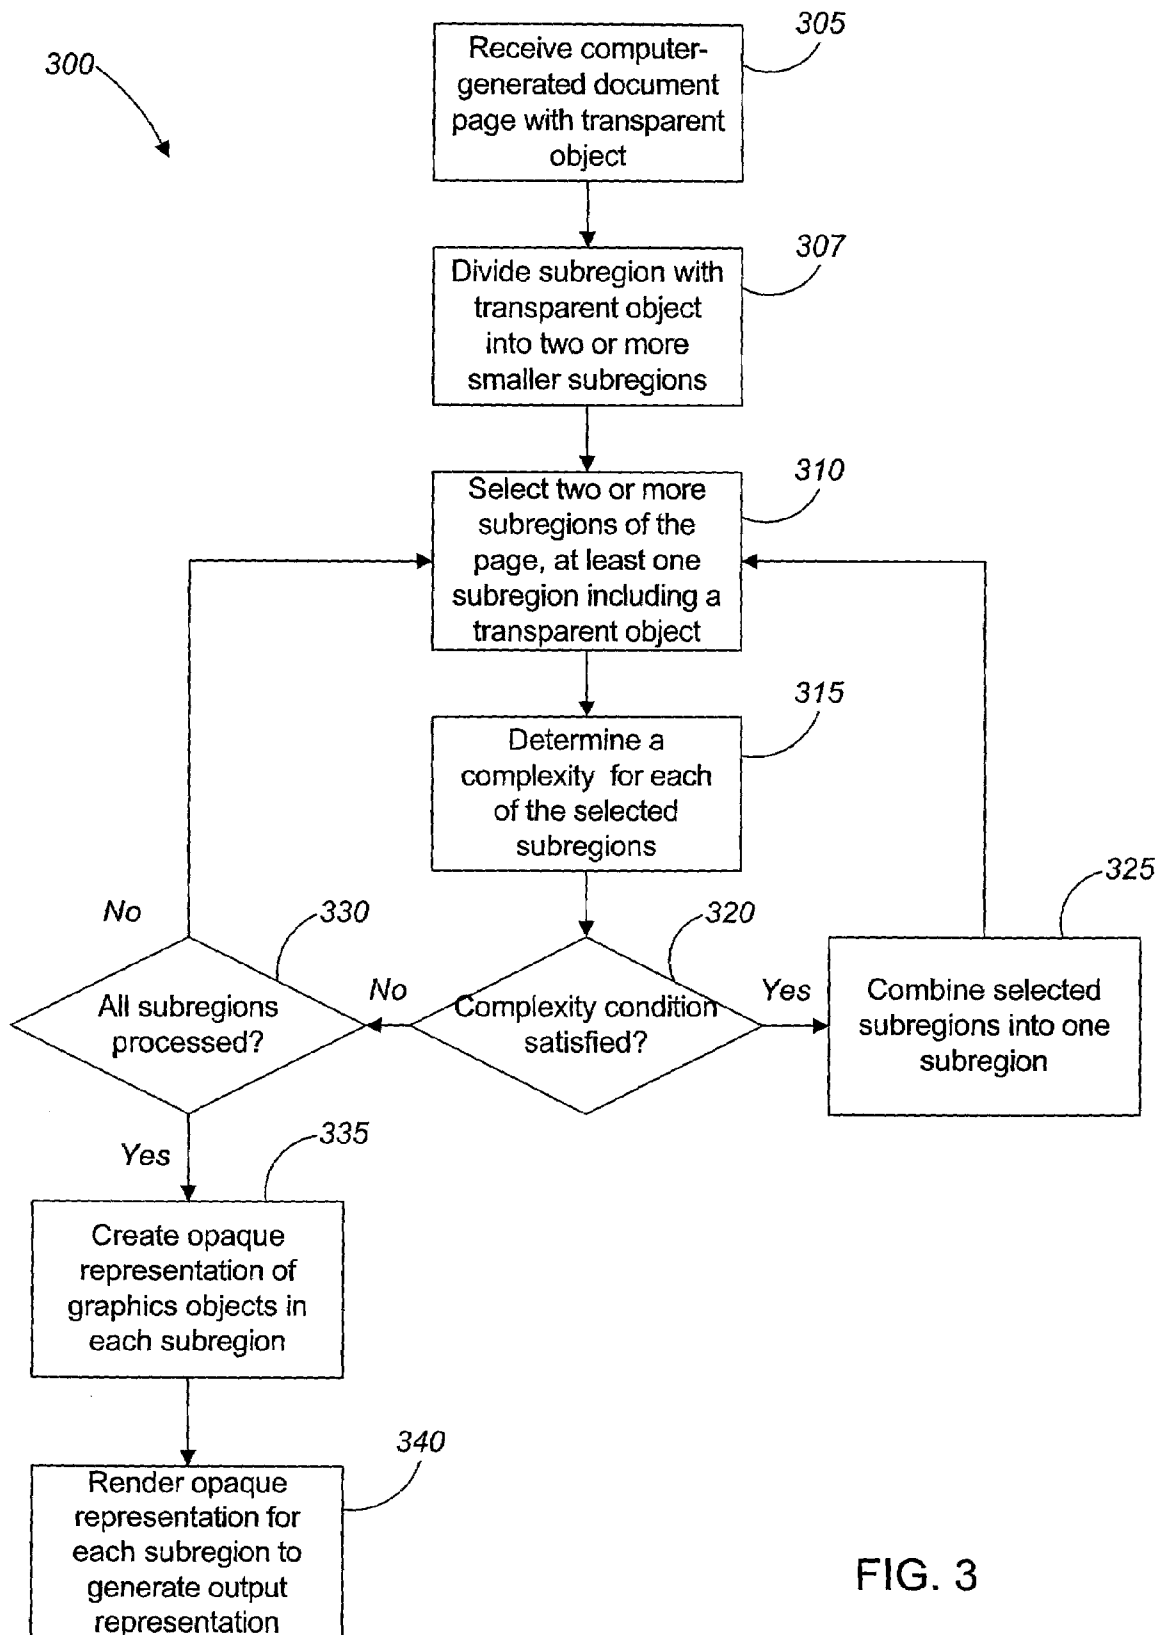 300
305
Receive computer-
generated document
page with transparent
object
307
Divide subregion with
transparent object
into two or more
smaller subregions
310
Select two or more
subregions of the
page, at least one
subregion including a
transparent object
315
Determine a
complexity for each
of the selected
subregions
320
Complexity condition
satisfied?
Yes
325
Combine selected
subregions into one
subregion
No
330
All subregions
processed?
No
Yes
335
Create opaque
representation of
graphics objects in
each subregion
340
Render opaque
representation for
each subregion to
generate output
representation
FIG. 3